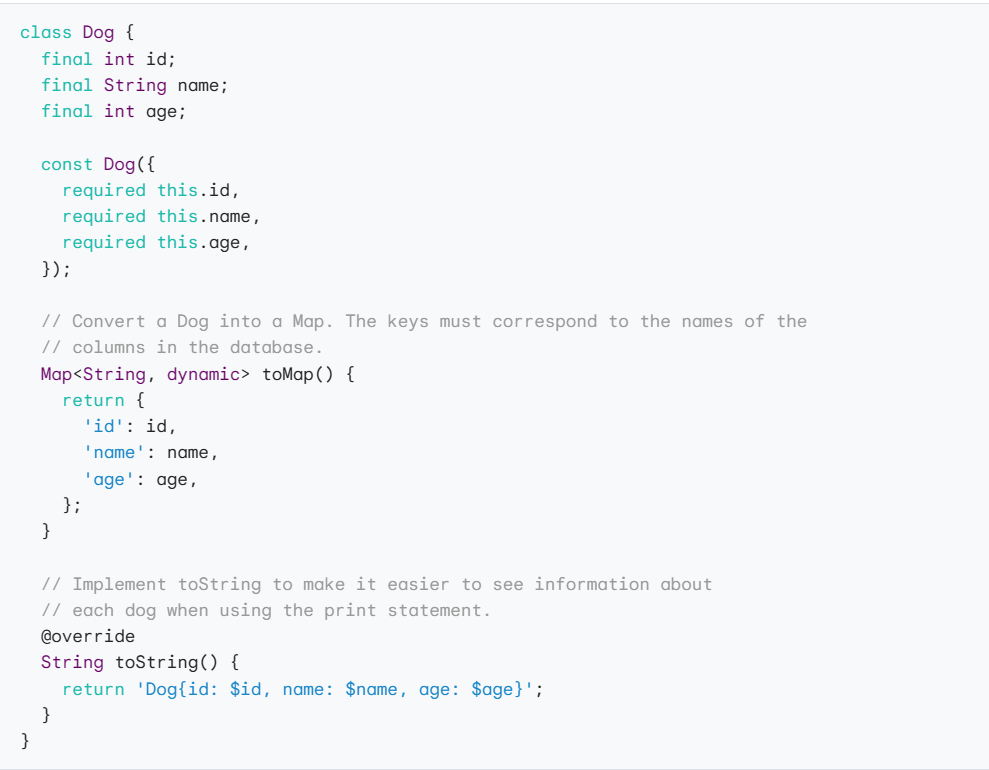 class Dog {
  final int id;
  final String name;
  final int age;

  const Dog({
    required this.id,
    required this.name,
    required this.age,
  });

  // Convert a Dog into a Map. The keys must correspond to the names of the
  // columns in the database.
  Map<String, dynamic> toMap() {
    return {
      'id': id,
      'name': name,
      'age': age,
    };
  }

  // Implement toString to make it easier to see information about
  // each dog when using the print statement.
  @override
  String toString() {
    return 'Dog{id: $id, name: $name, age: $age}';
  }
}